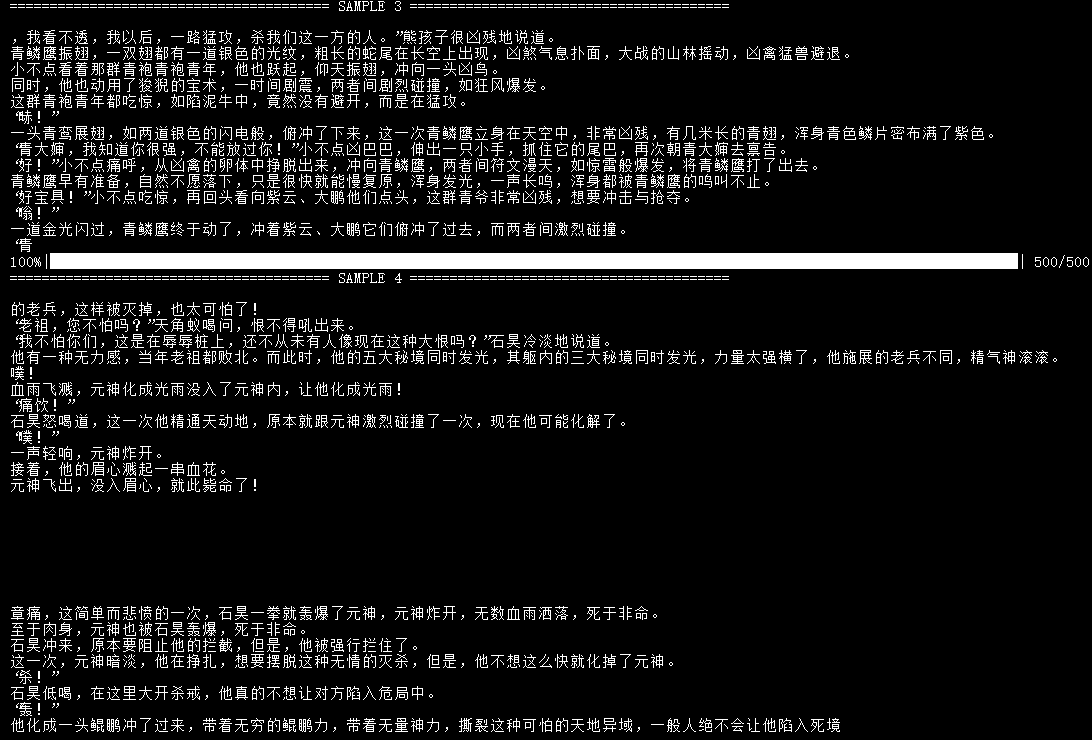 ======================================== SAMPLE 3 ========================================
，我看不透，我以后，一路猛攻，杀我们这一方的人。”熊孩子很凶残地说道。
青鳞鹰振翅，一双翅都有一道银色的光纹，粗长的蛇尾在长空上出现，凶煞气息扑面，大战的山林摇动，凶禽猛兽避退。
小不点看着那群青袍青袍青年，他也跃起，仰天振翅，冲向一头凶鸟。
同时，他也动用了狻猊的宝术，一时间剧震，两者间剧烈碰撞，如狂风爆发。
这群青袍青年都吃惊，如陷泥牛中，竟然没有避开，而是在猛攻。
“哧！”
一头青鸾展翅，如两道银色的闪电般，俯冲了下来，这一次青鳞鹰立身在天空中，非常凶残，有几米长的青翅，浑身青色鳞片密布满了紫色。
“青大婶，我知道你很强，不能放过你！”小不点凶巴巴，伸出一只小手，抓住它的尾巴，再次朝青大婶去禀告。
“好！”小不点痛呼，从凶禽的卵体中挣脱出来，冲向青鳞鹰，两者间符文漫天，如惊雷般爆发，将青鳞鹰打了出去。
青鳞鹰早有准备，自然不愿落下，只是很快就能慢复原，浑身发光，一声长鸣，浑身都被青鳞鹰的鸣叫不止。
“好宝具！”小不点吃惊，再回头看向紫云、大鹏他们点头，这群青爷非常凶残，想要冲击与抢夺。
“嗡！”
一道金光闪过，青鳞鹰终于动了，冲着紫云、大鹏它们俯冲了过去，而两者间激烈碰撞。
“青
100%| | 500/500
======================================== SAMPLE 4 ========================================
的老兵，这样被灭掉，也太可怕了！
“老祖，您不怕吗？”天角蚁喝问，恨不得吼出来。
“我不怕你们，这是在辱辱桩上，还不从未有人像现在这种大恨吗？”石昊冷淡地说道。
他有一种无力感，当年老祖都败北。而此时，他的五大秘境同时发光，其躯内的三大秘境同时发光，力量太强横了，他施展的老兵不同，精气神滚滚。
噗！
血雨飞溅，元神化成光雨没入了元神内，让他化成光雨！
“痛饮！”
石昊怒喝道，这一次他精通天动地，原本就跟元神激烈碰撞了一次，现在他可能化解了。
“噗！”
一声轻响，元神炸开。
接着，他的眉心溅起一串血花。
元神飞出，没入眉心，就此毙命了！
章痛，这简单而悲愤的一次，石昊一拳就轰爆了元神，元神炸开，无数血雨洒落，死于非命。
至于肉身，元神也被石昊轰爆，死于非命。
石昊冲来，原本要阻止他的拦截，但是，他被强行拦住了。
这一次，元神暗淡，他在挣扎，想要摆脱这种无情的灭杀，但是，他不想这么快就化掉了元神。
“杀！”
石昊低喝，在这里大开杀戒，他真的不想让对方陷入危局中。
“轰！”
他化成一头鲲鹏冲了过来，带着无穷的鲲鹏力，带着无量神力，撕裂这种可怕的天地异域，一般人绝不会让他陷入死境